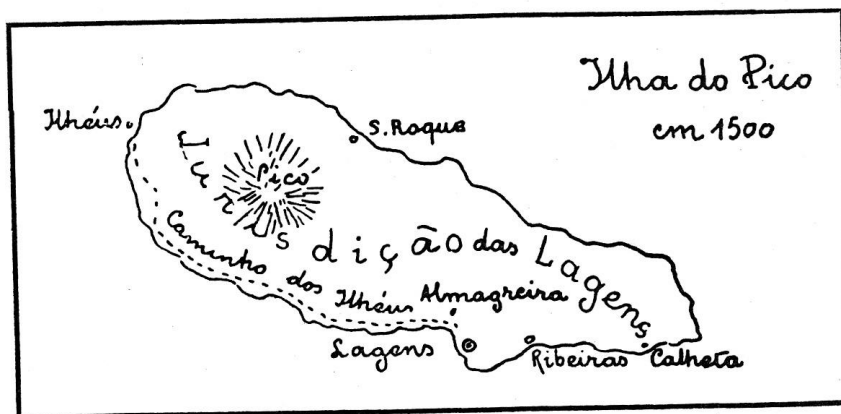 Ilha do Pico
em 1500
Ilhéus
S. Roque
Pico
Jurisdição das Lagens
Caminho dos Ilhéus
Almagreira
Lagens
Ribeiras
Calheta